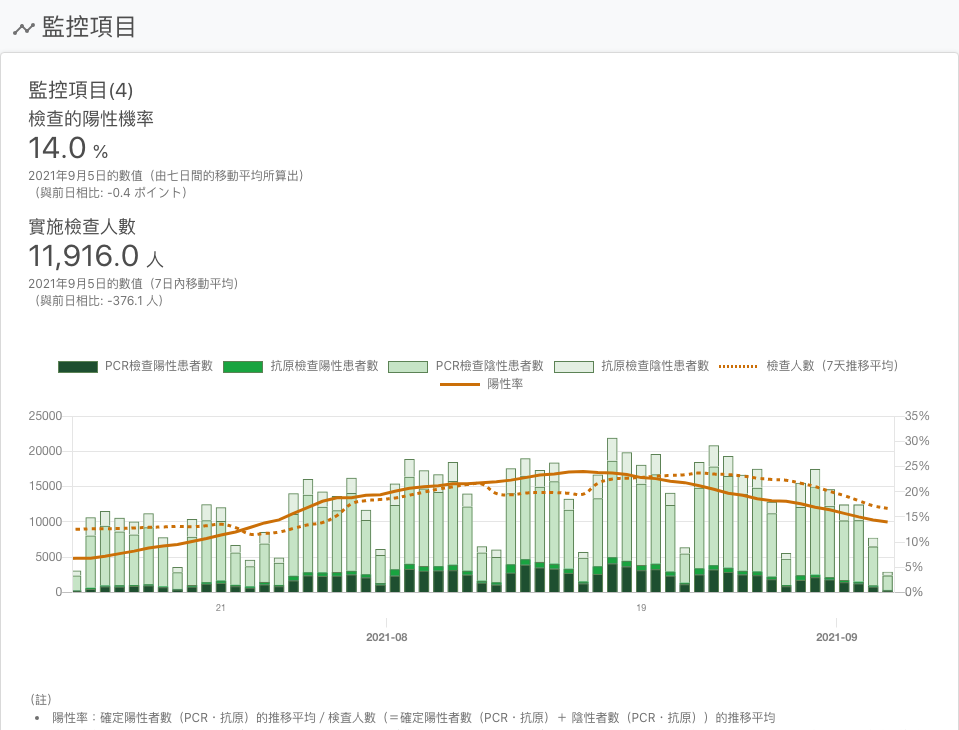 監控項目
監控項目(4)
檢查的陽性機率
14.0 %
2021年9月5日的數值（由七日間的移動平均所算出）
（與前日相比: -0.4 ポイント）
實施檢查人數
11,916.0 人
2021年9月5日的數值（7日內移動平均）
（與前日相比: -376.1 人）
PCR檢查陽性患者數 抗原檢查陽性患者數 PCR檢查陰性患者數 抗原檢查陰性患者數 檢查人數（7天推移平均）
陽性率
25000 35%
30%
20000
25%
15000
20%
10000 15%
10%
5000
5%
0 0%
21 19
2021-08 2021-09
（註）
• 陽性率：確定陽性者數（PCR・抗原）的推移平均 / 検査人數（＝確定陽性者數（PCR・抗原）＋ 陰性者數（PCR・抗原））的推移平均